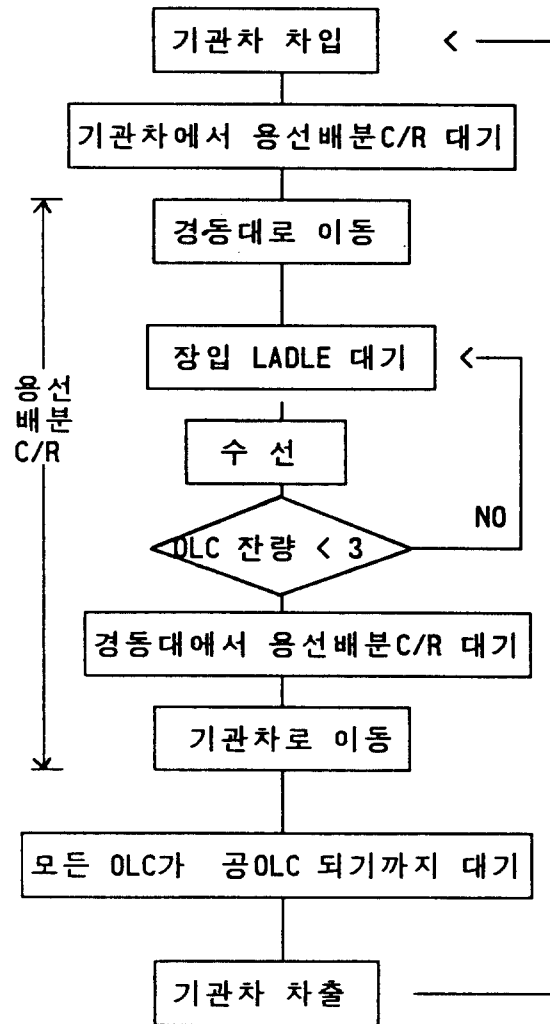 기관차 차입
기관차에서 용선배분C/R 대기
경동대로 이동
장입 LADLE 대기
용선
배분
C/R
수 선
NO
OLC 잔량 < 3
경동대에서 용선배분C/R 대기
기관차로 이동
모든 OLC가 공OLC 되기까지 대기
기관차 차출